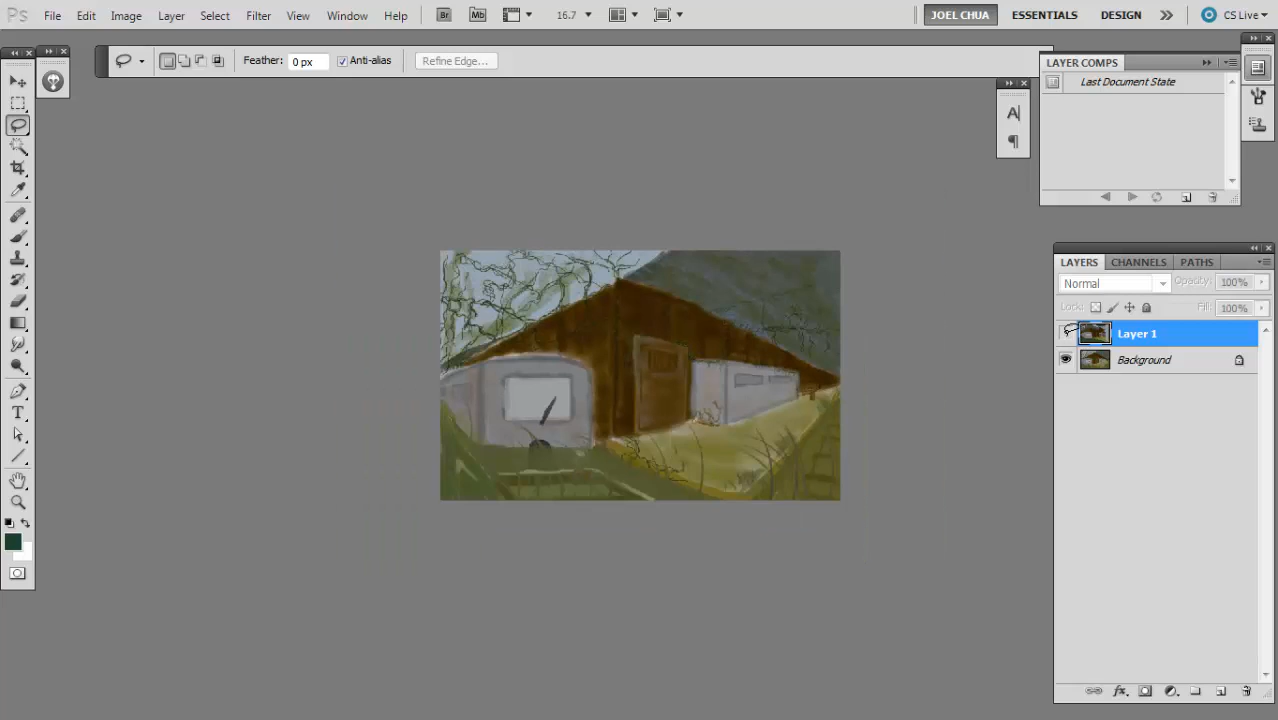 Ps File Edit Image Layer Select Filter View Window Help Br Mb 16.7 JOEL CHUA ESSENTIALS DESIGN CS Live
Feather: 0 px Anti-alias Refine Edge...
LAYER COMPS
Last Document State
A
LAYERS CHANNELS PATHS
Normal Opacity: 100%
Lock: Fill: 100%
Layer 1
Background
T
fx